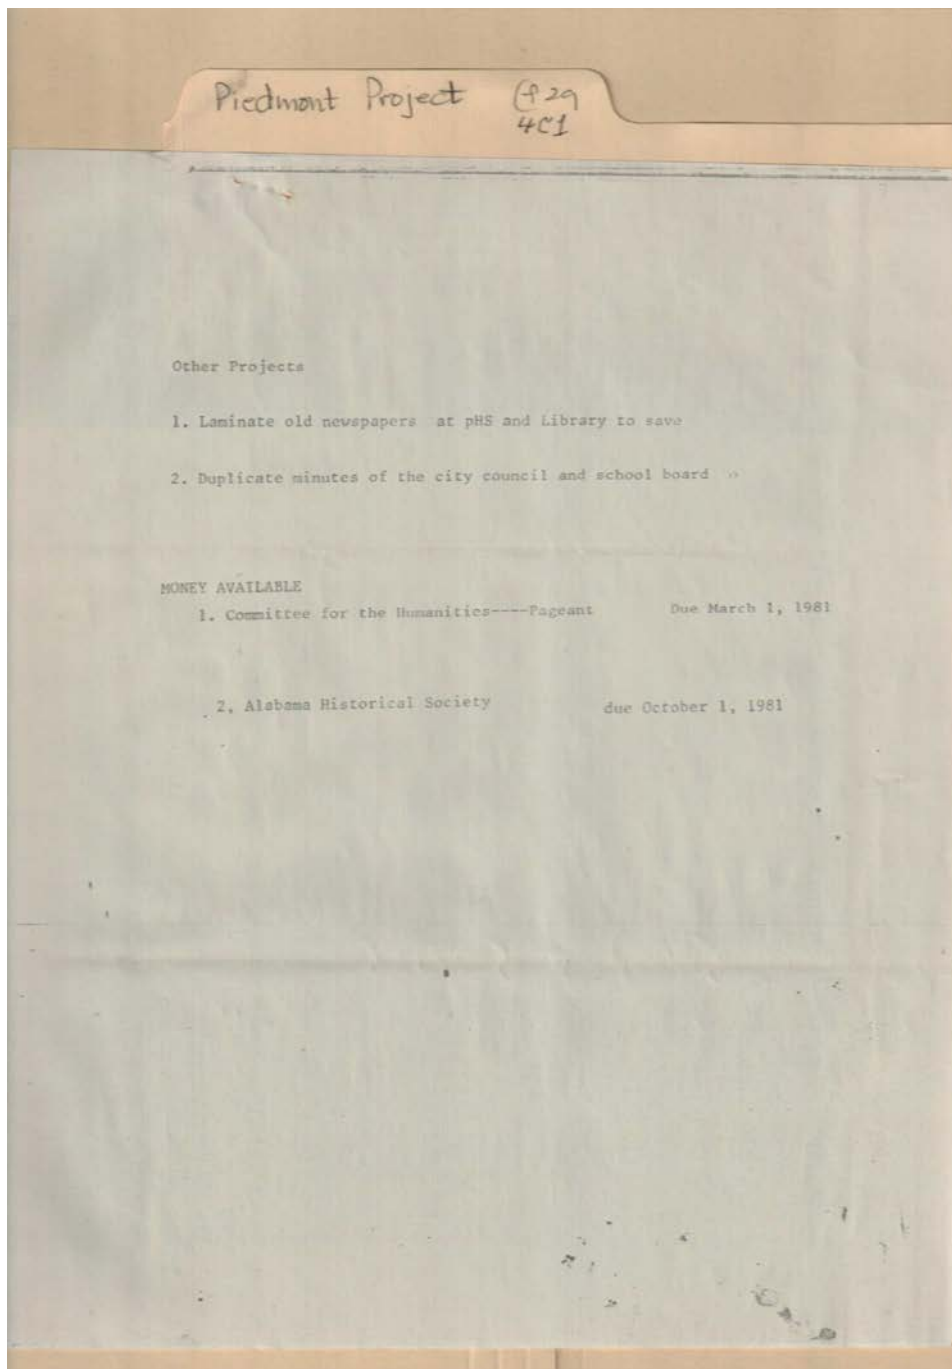 Piedmont Project (f29
4C1
Other Projects
1. Laminate old newspapers at pHS and Library to save
2. Duplicate minutes of the city council and school board
MONEY AVAILABLE
1. Committee for the Humanities----Pageant Due March 1, 1981
2, Alabama Historical Society due October 1, 1981